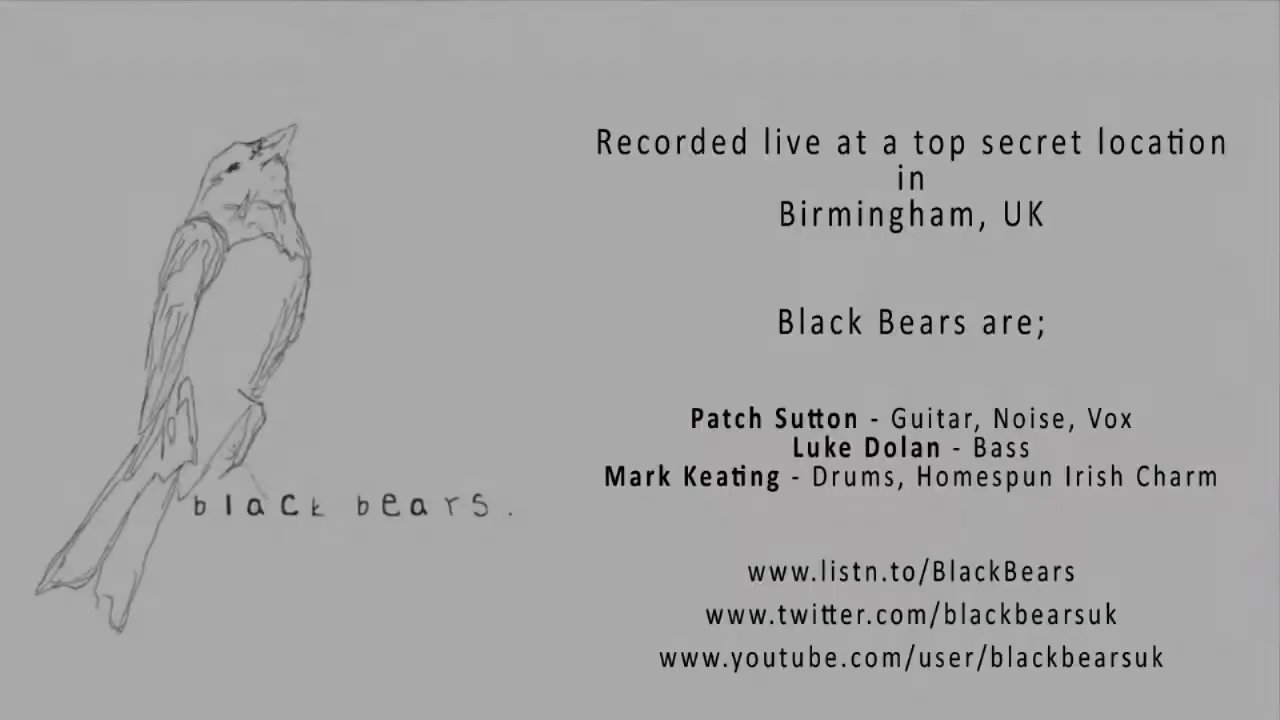 Recorded live at a top secret location
in
Birmingham, UK
Black Bears are;
Patch Sutton - Guitar, Noise, Vox
Luke Dolan - Bass
Mark Keating - Drums, Homespun Irish Charm
black bears.
www.listn.to/BlackBears
www.twitter.com/blackbearsuk
www.youtube.com/user/blackbearsuk